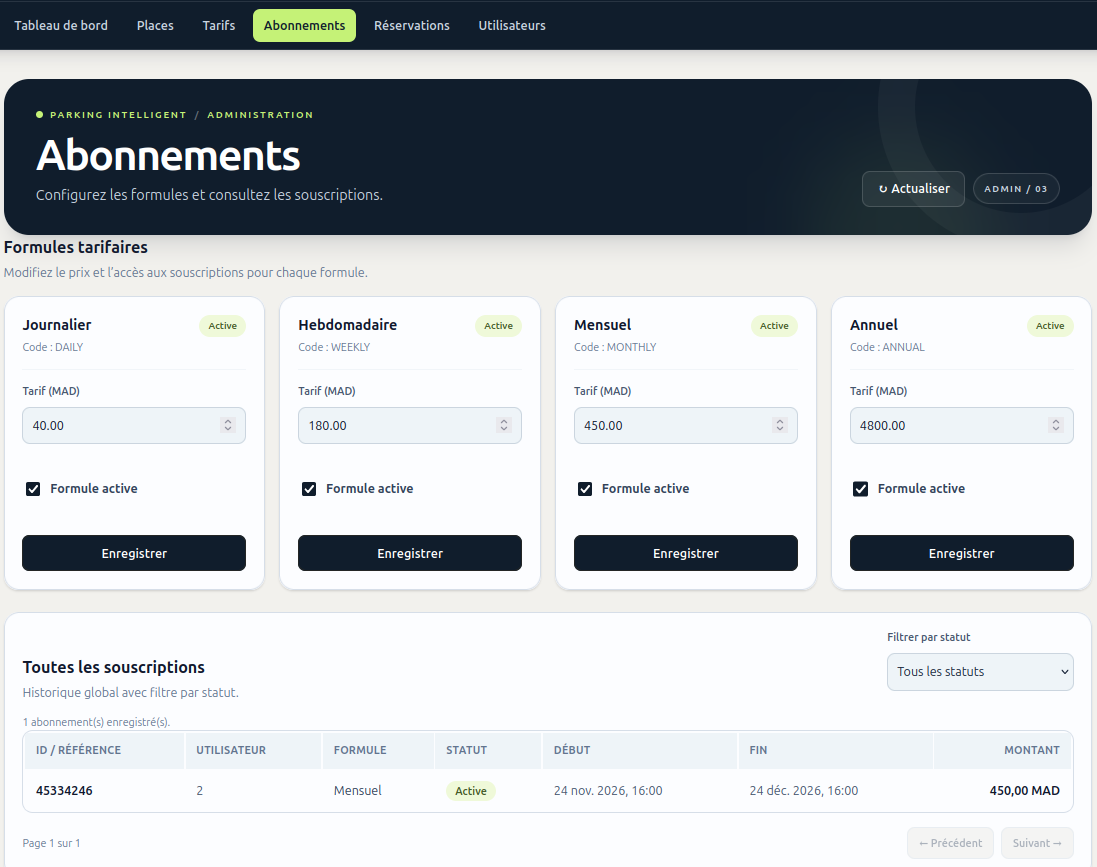 Tableau de bord Places Tarifs Abonnements Réservations Utilisateurs
PARKING INTELLIGENT / ADMINISTRATION
Abonnements
Configurez les formules et consultez les souscriptions.
↻ Actualiser ADMIN / 03
Formules tarifaires
Modifiez le prix et l'accès aux souscriptions pour chaque formule.
Journalier Active
Code : DAILY
Tarif (MAD)
40.00
Formule active
Enregistrer
Hebdomadaire Active
Code : WEEKLY
Tarif (MAD)
180.00
Formule active
Enregistrer
Mensuel Active
Code : MONTHLY
Tarif (MAD)
450.00
Formule active
Enregistrer
Annuel Active
Code : ANNUAL
Tarif (MAD)
4800.00
Formule active
Enregistrer
Toutes les souscriptions
Historique global avec filtre par statut.
Filtrer par statut
Tous les statuts
1 abonnement(s) enregistré(s).
ID / RÉFÉRENCE UTILISATEUR FORMULE STATUT DÉBUT FIN MONTANT
45334246 2 Mensuel Active 24 nov. 2026, 16:00 24 déc. 2026, 16:00 450,00 MAD
Page 1 sur 1 ← Précédent Suivant →